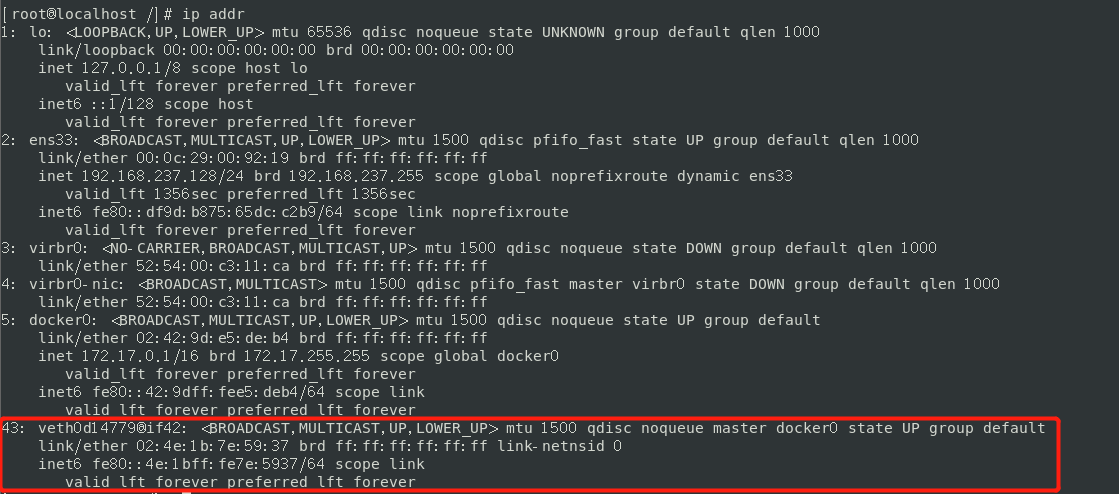 [root@localhost /]# ip addr
1: lo: <LOOPBACK,UP,LOWER_UP> mtu 65536 qdisc noqueue state UNKNOWN group default qlen 1000
    link/loopback 00:00:00:00:00:00 brd 00:00:00:00:00:00
    inet 127.0.0.1/8 scope host lo
       valid_lft forever preferred_lft forever
    inet6 ::1/128 scope host
       valid_lft forever preferred_lft forever
2: ens33: <BROADCAST,MULTICAST,UP,LOWER_UP> mtu 1500 qdisc pfifo_fast state UP group default qlen 1000
    link/ether 00:0c:29:00:92:19 brd ff:ff:ff:ff:ff:ff
    inet 192.168.237.128/24 brd 192.168.237.255 scope global noprefixroute dynamic ens33
       valid_lft 1356sec preferred_lft 1356sec
    inet6 fe80::df9d:b875:65dc:c2b9/64 scope link noprefixroute
       valid_lft forever preferred_lft forever
3: virbr0: <NO-CARRIER,BROADCAST,MULTICAST,UP> mtu 1500 qdisc noqueue state DOWN group default qlen 1000
    link/ether 52:54:00:c3:11:ca brd ff:ff:ff:ff:ff:ff
4: virbr0-nic: <BROADCAST,MULTICAST> mtu 1500 qdisc pfifo_fast master virbr0 state DOWN group default qlen 1000
    link/ether 52:54:00:c3:11:ca brd ff:ff:ff:ff:ff:ff
5: docker0: <BROADCAST,MULTICAST,UP,LOWER_UP> mtu 1500 qdisc noqueue state UP group default
    link/ether 02:42:9d:e5:de:b4 brd ff:ff:ff:ff:ff:ff
    inet 172.17.0.1/16 brd 172.17.255.255 scope global docker0
       valid_lft forever preferred_lft forever
    inet6 fe80::42:9dff:fee5:deb4/64 scope link
       valid_lft forever preferred_lft forever
43: veth0d14779@if42: <BROADCAST,MULTICAST,UP,LOWER_UP> mtu 1500 qdisc noqueue master docker0 state UP group default
    link/ether 02:4e:1b:7e:59:37 brd ff:ff:ff:ff:ff:ff link-netnsid 0
    inet6 fe80::4e:1bff:fe7e:5937/64 scope link
       valid_lft forever preferred_lft forever